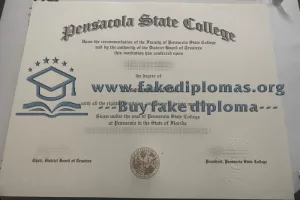 Pensacola State College
Upon the recommendation of the Faculty of Pensacola State College
and by the authority of the District Board of Trustees
this institution has conferred upon
the degree of
www.fakediplomas.org
with all the
---Buy fake diploma---
Given under the seal of Pensacola State College
at Pensacola in the State of Florida
Chair, District Board of Trustees
President, Pensacola State College